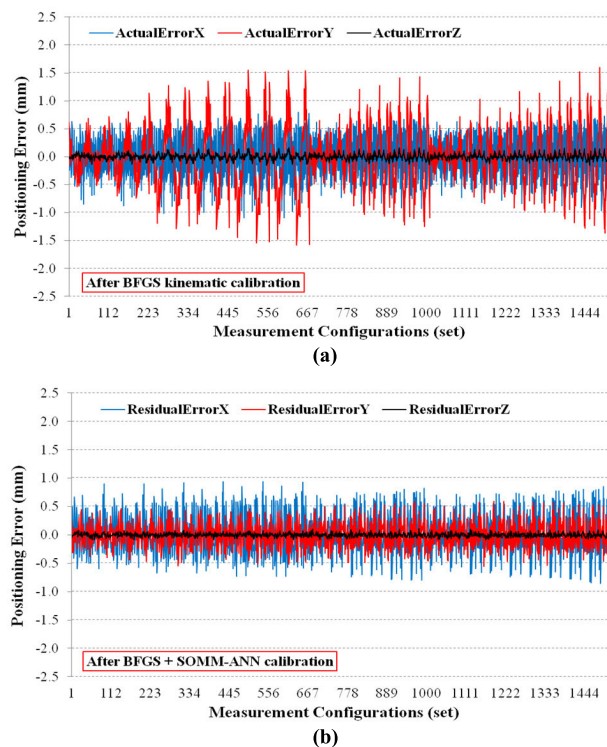 ActualErrorX ActualErrorY ActualErrorZ
2.5
2.0
1.5
1.0
0.5
0.0
-0.5
-1.0
-1.5
-2.0
-2.5
Positioning Error (mm)
After BFGS kinematic calibration
1 112 223 334 445 556 667 778 889 1000 1111 1222 1333 1444
Measurement Configurations (set)
(a)
ResidualErrorX ResidualErrorY ResidualErrorZ
2.5
2.0
1.5
1.0
0.5
0.0
-0.5
-1.0
-1.5
-2.0
-2.5
Positioning Error (mm)
After BFGS + SOMM-ANN calibration
1 112 223 334 445 556 667 778 889 1000 1111 1222 1333 1444
Measurement Configurations (set)
(b)